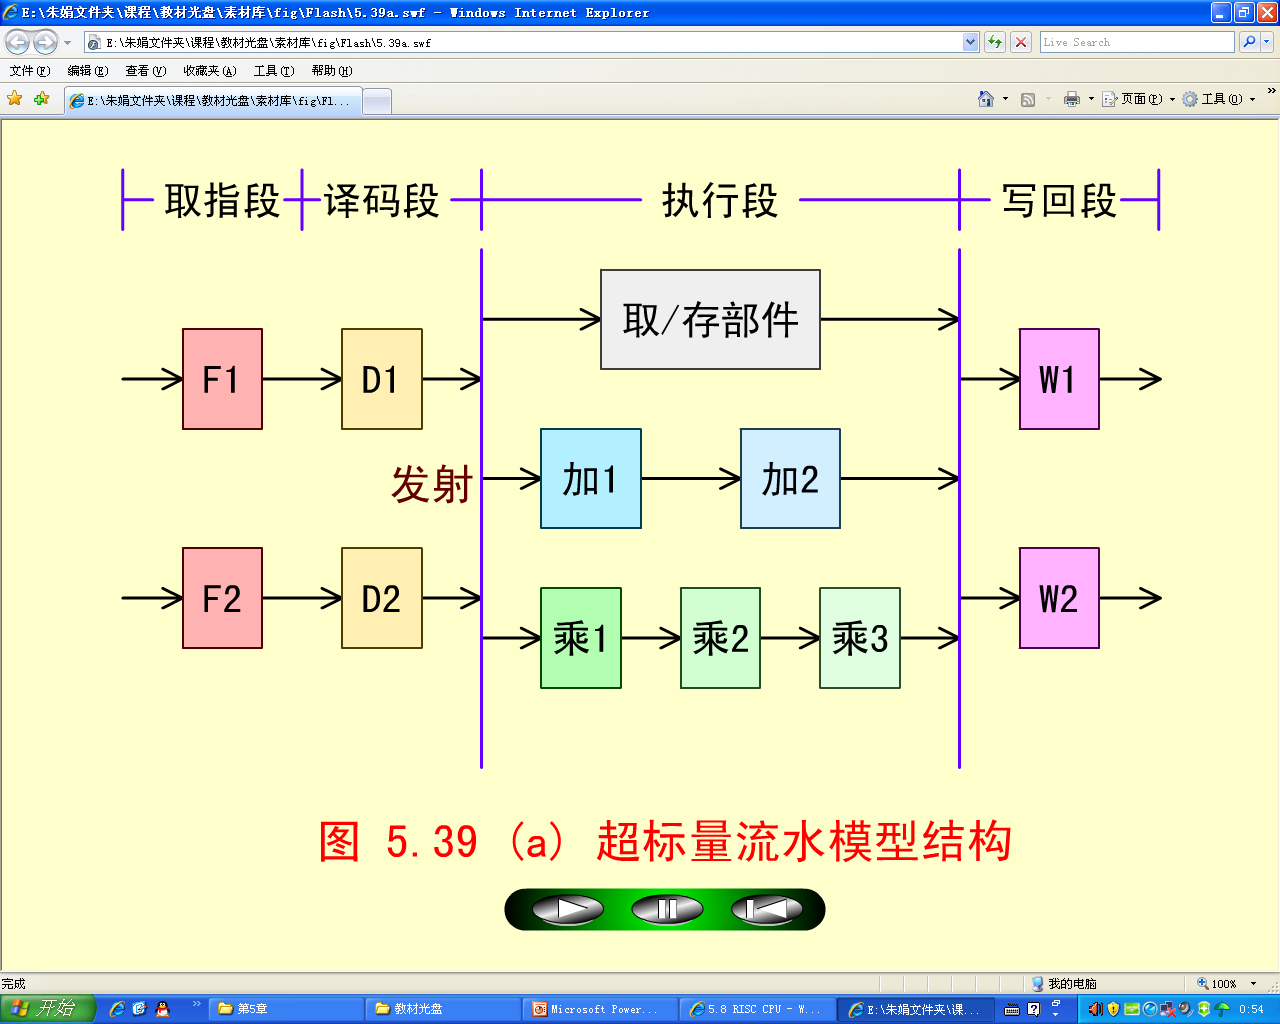 E:\朱娟文件夹\课程\教材光盘\素材库\fig\Flash\5.39a.swf - Windows Internet Explorer
E:\朱娟文件夹\课程\教材光盘\素材库\fig\Flash\5.39a.swf
Live Search
文件(F) 编辑(E) 查看(V) 收藏夹(A) 工具(T) 帮助(H)
E:\朱娟文件夹\课程\教材光盘\素材库\fig\Fl...
页面(P) 工具(O) »
取指段 译码段 执行段 写回段
取/存部件
F1 D1 W1
发射 加1 加2
F2 D2 W2
乘1 乘2 乘3
图 5.39 (a) 超标量流水模型结构
完成 我的电脑 100%
开始 » 第5章 教材光盘 Microsoft Power... 5.8 RISC CPU - W... E:\朱娟文件夹\课... 0:54